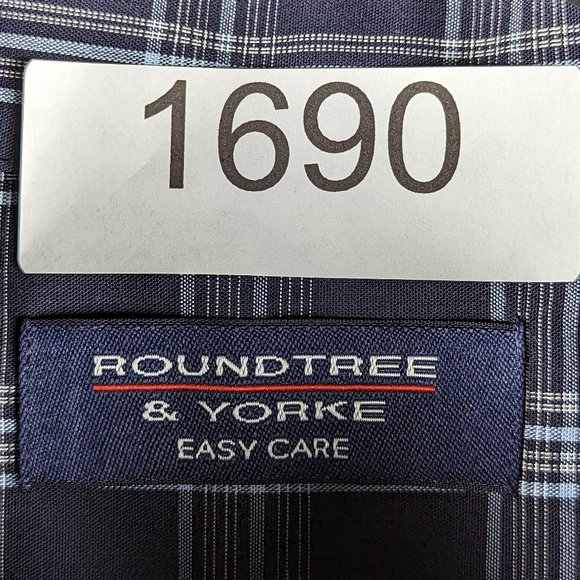 1690
ROUNDTREE
& YORKE
EASY CARE